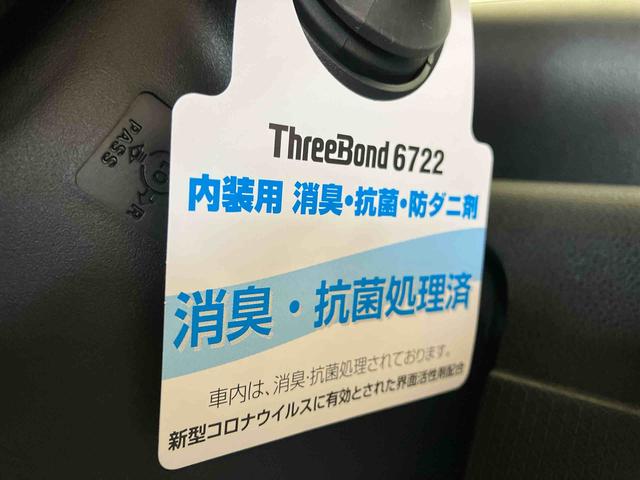 ThreeBond 6722
内装用 消臭・抗菌・防ダニ剤
消臭・抗菌処理済
車内は、消臭・抗菌処理されております。
新型コロナウイルスに有効とされた界面活性剤配合
PASS